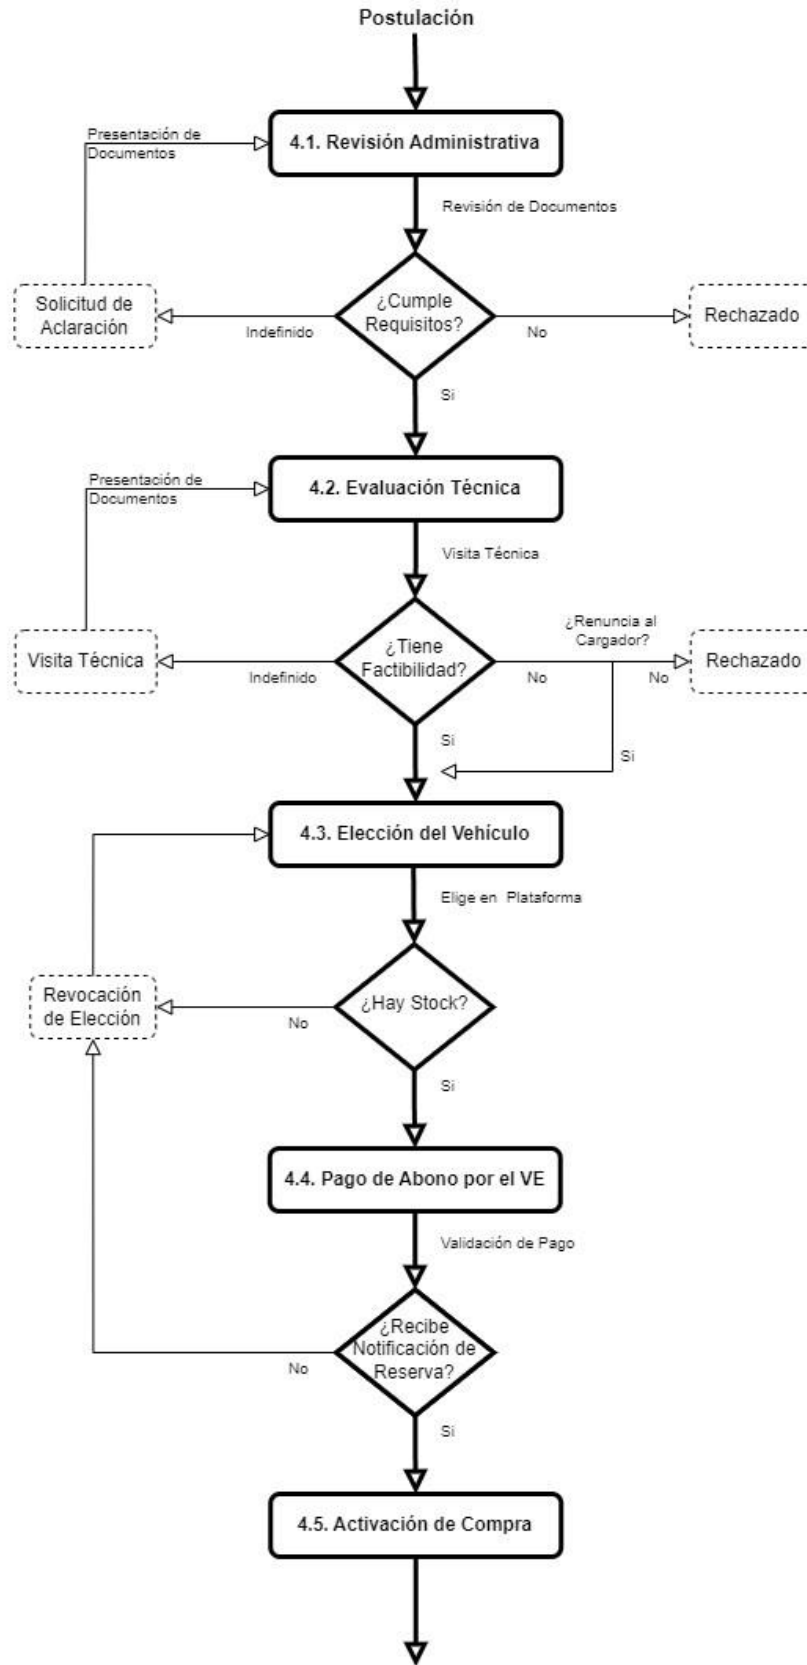 Postulación
Presentación de
Documentos
4.1. Revisión Administrativa
Revisión de Documentos
Solicitud de
Aclaración
Indefinido
¿Cumple
Requisitos?
No
Rechazado
Si
Presentación de
Documentos
4.2. Evaluación Técnica
Visita Técnica
Visita Técnica
Indefinido
¿Tiene
Factibilidad?
No
¿Renuncia al
Cargador?
No
Rechazado
Si
Si
4.3. Elección del Vehículo
Elige en Plataforma
Revocación
de Elección
No
¿Hay Stock?
Si
4.4. Pago de Abono por el VE
Validación de Pago
¿Recibe
Notificación de
Reserva?
No
Si
4.5. Activación de Compra